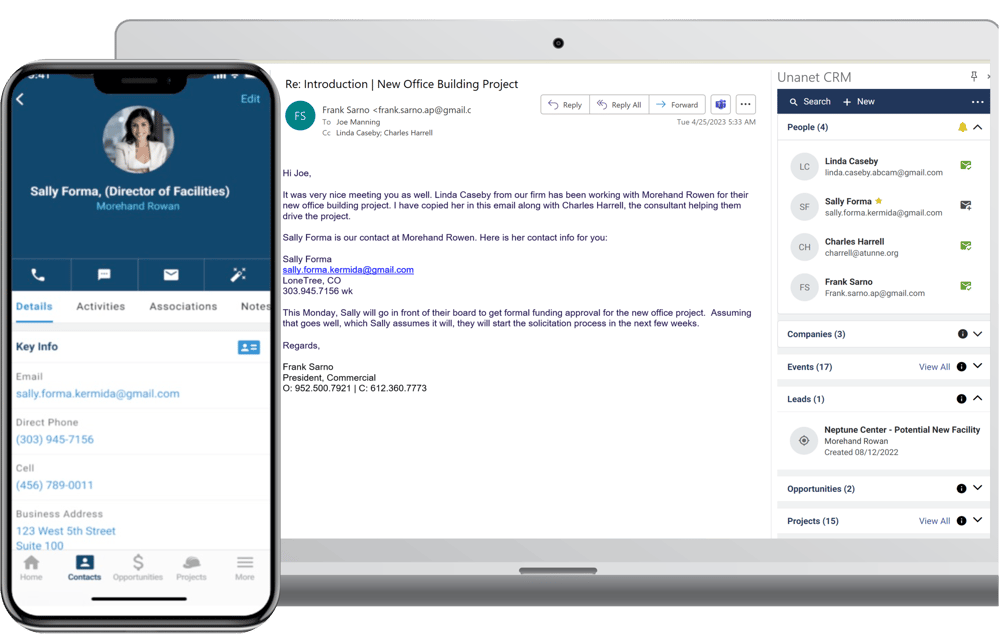 9:41
Edit
Sally Forma, (Director of Facilities)
Morehand Rowan
Details Activities Associations Notes
Key Info
Email
sally.forma.kermida@gmail.com
Direct Phone
(303) 945-7156
Cell
(456) 789-0011
Business Address
123 West 5th Street
Suite 100
Home Contacts Opportunities Projects More
Re: Introduction | New Office Building Project
FS
Frank Sarno <frank.sarno.ap@gmail.c
To Joe Manning
Cc Linda Caseby; Charles Harrell
Reply Reply All Forward
Tue 4/25/2023 5:33 AM
Hi Joe,
It was very nice meeting you as well. Linda Caseby from our firm has been working with Morehand Rowen for their
new office building project. I have copied her in this email along with Charles Harrell, the consultant helping them
drive the project.
Sally Forma is our contact at Morehand Rowen. Here is her contact info for you:
Sally Forma
sally.forma.kermida@gmail.com
LoneTree, CO
303.945.7156 wk
This Monday, Sally will go in front of their board to get formal funding approval for the new office project. Assuming
that goes well, which Sally assumes it will, they will start the solicitation process in the next few weeks.
Regards,
Frank Sarno
President, Commercial
O: 952.500.7921 | C: 612.360.7773
Unanet CRM
Search + New
People (4)
LC
Linda Caseby
linda.caseby.abcam@gmail.com
SF
Sally Forma
sally.forma.kermida@gmail.com
CH
Charles Harrell
charrell@atunne.org
FS
Frank Sarno
Frank.sarno.ap@gmail.com
Companies (3)
Events (17) View All
Leads (1)
Neptune Center - Potential New Facility
Morehand Rowan
Created 08/12/2022
Opportunities (2)
Projects (15) View All